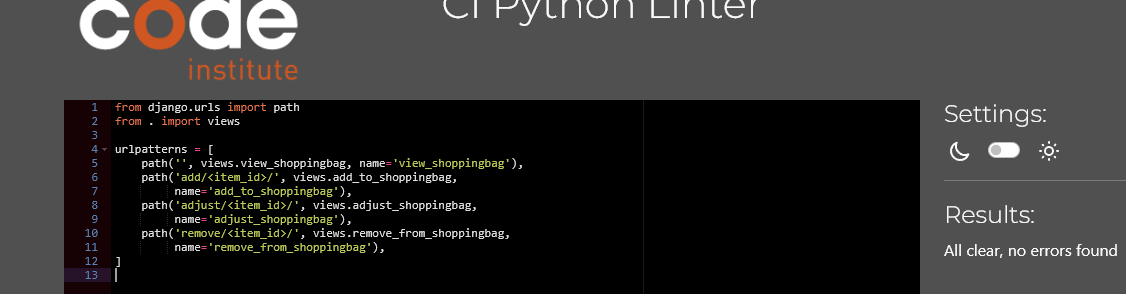 code
institute
CI Python Linter
1 from django.urls import path
2 from . import views
3
4 urlpatterns = [
5 path('', views.view_shoppingbag, name='view_shoppingbag'),
6 path('add/<item_id>/', views.add_to_shoppingbag,
7 name='add_to_shoppingbag'),
8 path('adjust/<item_id>/', views.adjust_shoppingbag,
9 name='adjust_shoppingbag'),
10 path('remove/<item_id>/', views.remove_from_shoppingbag,
11 name='remove_from_shoppingbag'),
12 ]
13
Settings:
Results:
All clear, no errors found